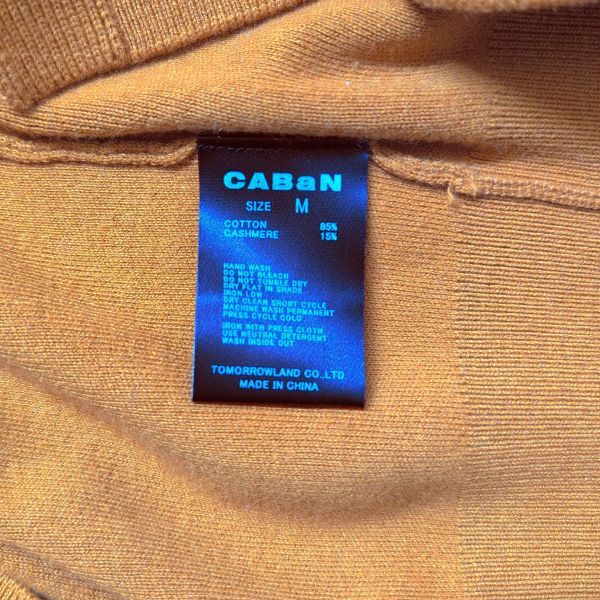 CABaN
SIZE M
COTTON 85%
CASHMERE 15%
HAND WASH
DO NOT BLEACH
DO NOT TUMBLE DRY
DRY FLAT IN SHADE
IRON LOW
DRY CLEAN SHORT CYCLE
MACHINE WASH PERMANENT
PRESS CYCLE COLD
IRON WITH PRESS CLOTH
USE NEUTRAL DETERGENT
WASH INSIDE OUT
TOMORROWLAND CO.,LTD.
MADE IN CHINA